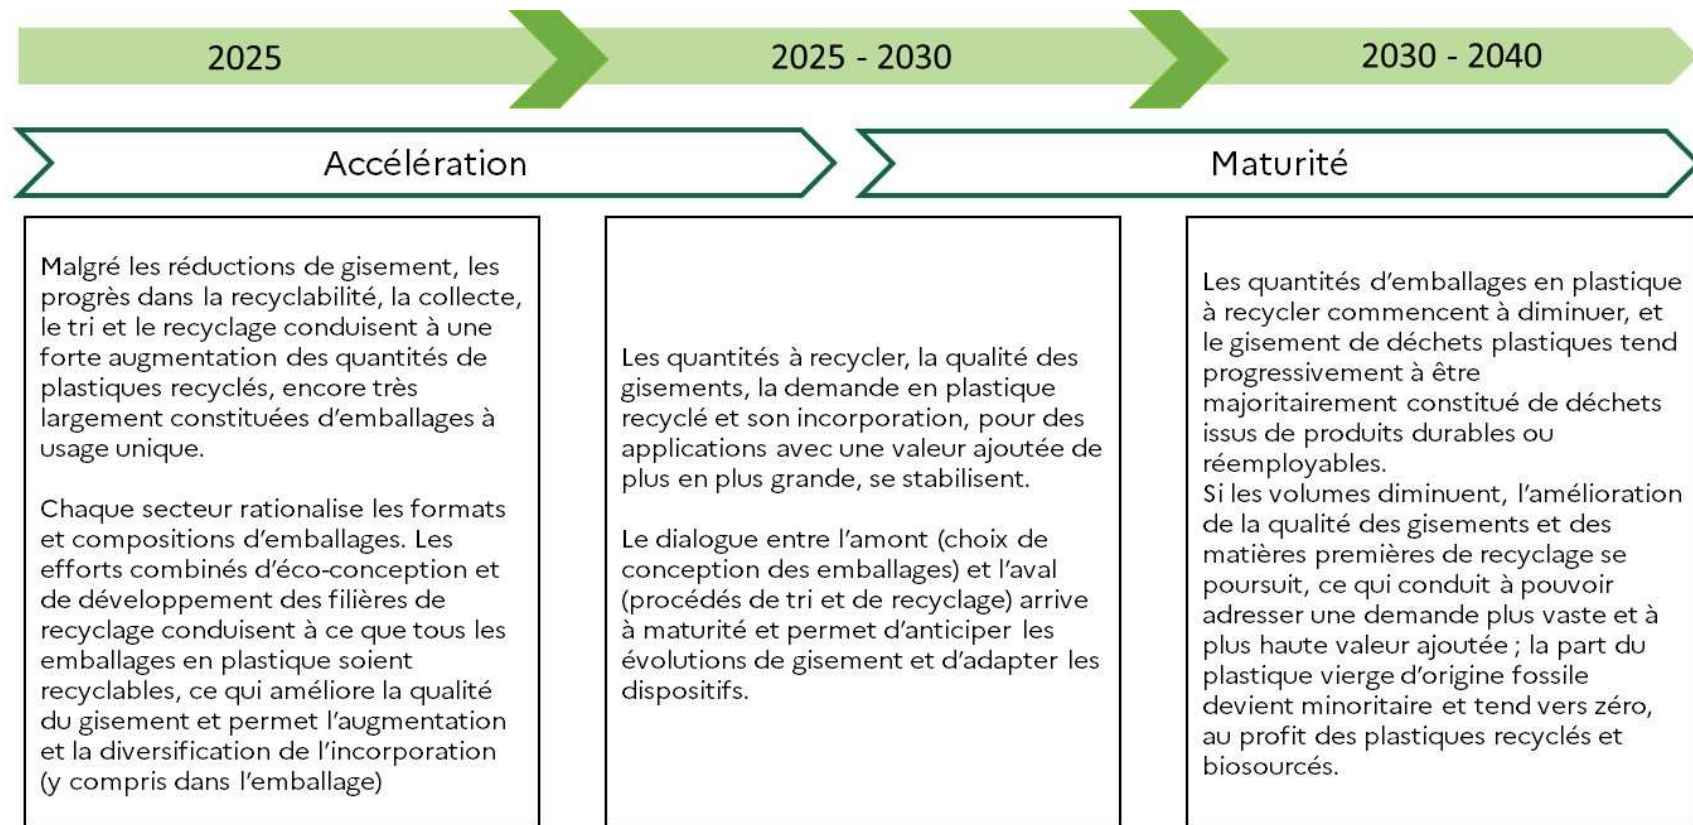 2025
2025 - 2030
2030 - 2040
Accélération
Maturité
Malgré les réductions de gisement, les
progrès dans la recyclabilité, la collecte,
le tri et le recyclage conduisent à une
forte augmentation des quantités de
plastiques recyclés, encore très
largement constituées d’emballages à
usage unique.
Chaque secteur rationalise les formats
et compositions d’emballages. Les
efforts combinés d’éco-conception et
de développement des filières de
recyclage conduisent à ce que tous les
emballages en plastique soient
recyclables, ce qui améliore la qualité
du gisement et permet l’augmentation
et la diversification de l’incorporation
(y compris dans l’emballage)
Les quantités à recycler, la qualité des
gisements, la demande en plastique
recyclé et son incorporation, pour des
applications avec une valeur ajoutée de
plus en plus grande, se stabilisent.
Le dialogue entre l’amont (choix de
conception des emballages) et l’aval
(procédés de tri et de recyclage) arrive
à maturité et permet d’anticiper les
évolutions de gisement et d’adapter les
dispositifs.
Les quantités d’emballages en plastique
à recycler commencent à diminuer, et
le gisement de déchets plastiques tend
progressivement à être
majoritairement constitué de déchets
issus de produits durables ou
réemployables.
Si les volumes diminuent, l’amélioration
de la qualité des gisements et des
matières premières de recyclage se
poursuit, ce qui conduit à pouvoir
adresser une demande plus vaste et à
plus haute valeur ajoutée ; la part du
plastique vierge d’origine fossile
devient minoritaire et tend vers zéro,
au profit des plastiques recyclés et
biosourcés.